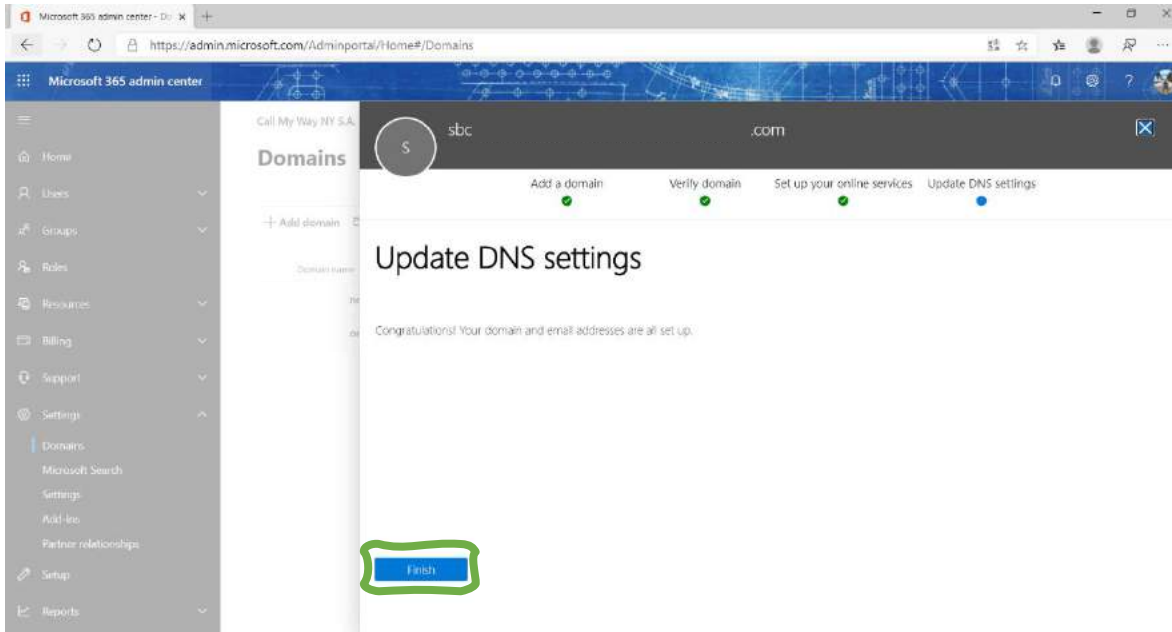 Microsoft 365 admin center - Do
https://admin.microsoft.com/Adminportal/Home#/Domains
Microsoft 365 admin center
?
Home
Users
Groups
Roles
Resources
Billing
Support
Settings
Domains
Microsoft Search
Settings
Add-ins
Partner relationships
Setup
Reports
Call My Way NY S.A.
Domains
Add domain
Domain name
ne
S
sbc .com
Add a domain Verify domain Set up your online services Update DNS settings
Update DNS settings
Congratulations! Your domain and email addresses are all set up.
Finish